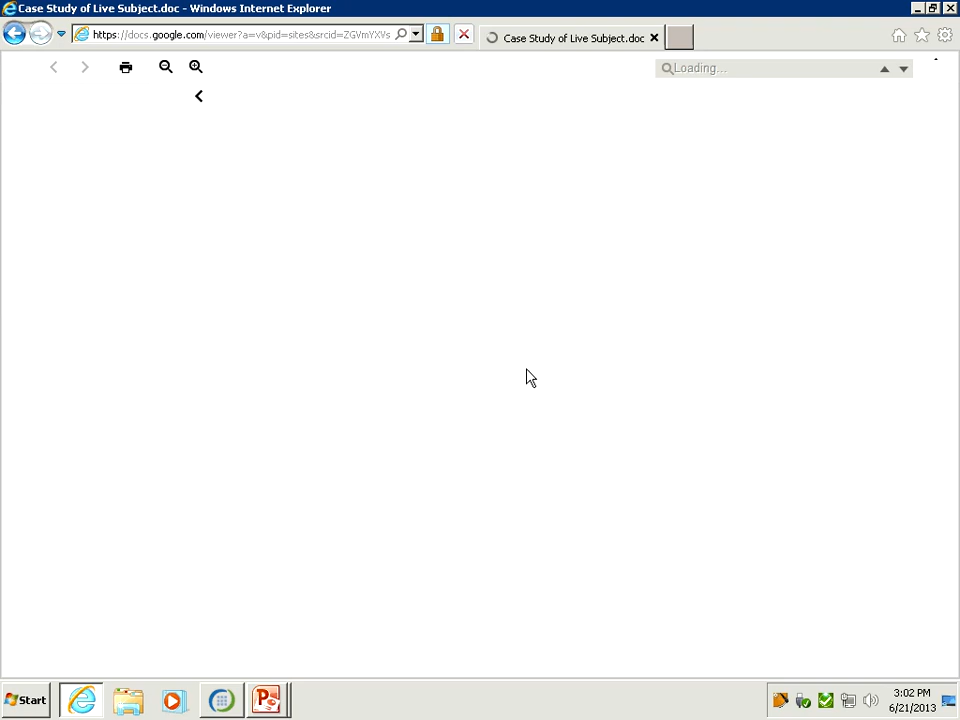 Case Study of Live Subject.doc - Windows Internet Explorer
https://docs.google.com/viewer?a=v&pid=sites&srcid=ZGVmYXVs
Case Study of Live Subject.doc
Loading...
Start
3:02 PM
6/21/2013